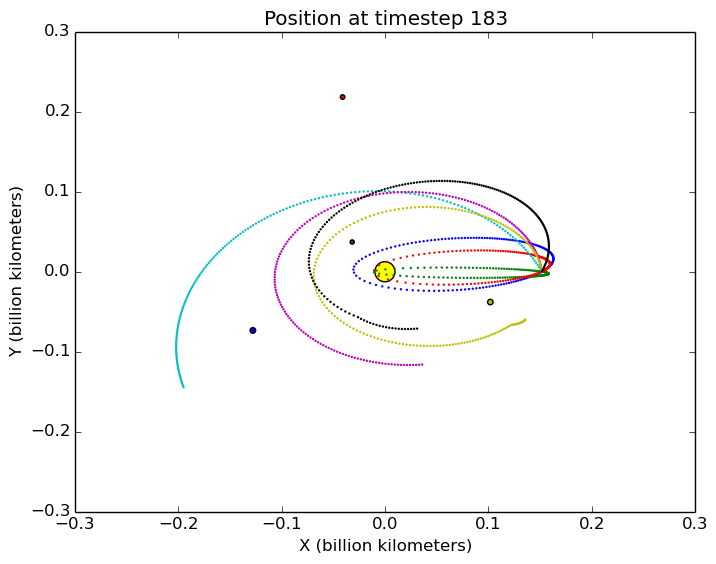 Position at timestep 183
0.3
0.2
0.1
0.0
−0.1
−0.2
−0.3
Y (billion kilometers)
−0.3 −0.2 −0.1 0.0 0.1 0.2 0.3
X (billion kilometers)